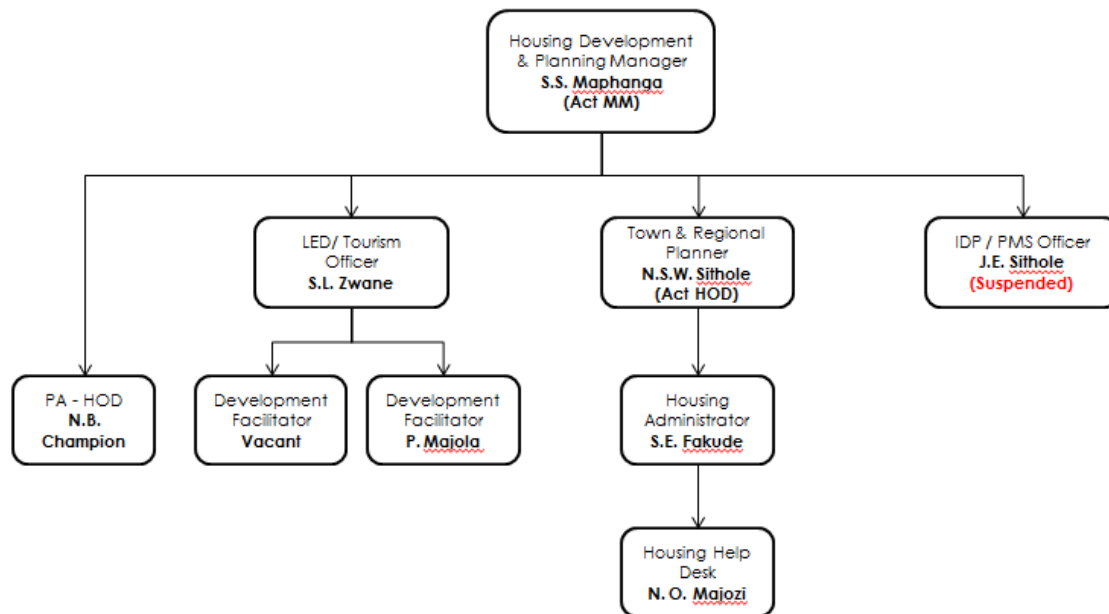 Housing Development
& Planning Manager
S.S. Maphanga
(Act MM)
LED/ Tourism
Officer
S.L. Zwane
Town & Regional
Planner
N.S.W. Sithole
(Act HOD)
IDP / PMS Officer
J.E. Sithole
(Suspended)
PA - HOD
N.B.
Champion
Development
Facilitator
Vacant
Development
Facilitator
P. Majola
Housing
Administrator
S.E. Fakude
Housing Help
Desk
N. O. Majozi